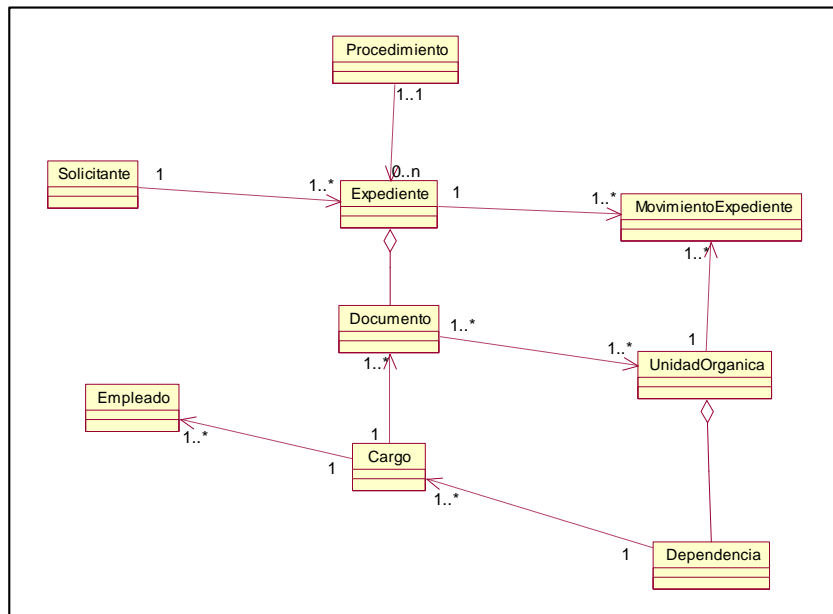 Procedimiento
1..1
0..n
Solicitante
1
1..*
Expediente
1
1..*
MovimientoExpediente
1..*
Documento
1..*
1..*
1..*
1
UnidadOrganica
Empleado
1..*
1
1
Cargo
1..*
1
Dependencia